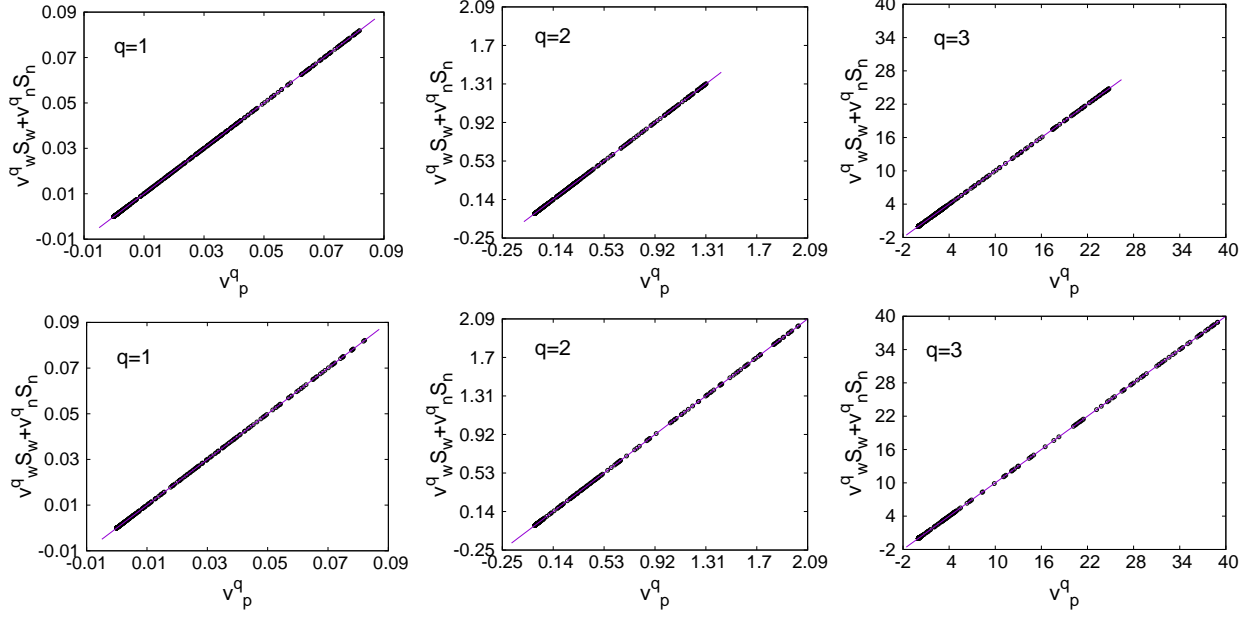 0.09
0.07
0.05
0.03
0.01
-0.01
-0.01 0.01 0.03 0.05 0.07 0.09
q=1
v^q_w S_w+v^q_n S_n
v^q_p
2.09
1.7
1.31
0.92
0.53
0.14
-0.25
-0.25 0.14 0.53 0.92 1.31 1.7 2.09
q=2
v^q_w S_w+v^q_n S_n
v^q_p
40
34
28
22
16
10
4
-2
-2 4 10 16 22 28 34 40
q=3
v^q_w S_w+v^q_n S_n
v^q_p
0.09
0.07
0.05
0.03
0.01
-0.01
-0.01 0.01 0.03 0.05 0.07 0.09
q=1
v^q_w S_w+v^q_n S_n
v^q_p
2.09
1.7
1.31
0.92
0.53
0.14
-0.25
-0.25 0.14 0.53 0.92 1.31 1.7 2.09
q=2
v^q_w S_w+v^q_n S_n
v^q_p
40
34
28
22
16
10
4
-2
-2 4 10 16 22 28 34 40
q=3
v^q_w S_w+v^q_n S_n
v^q_p